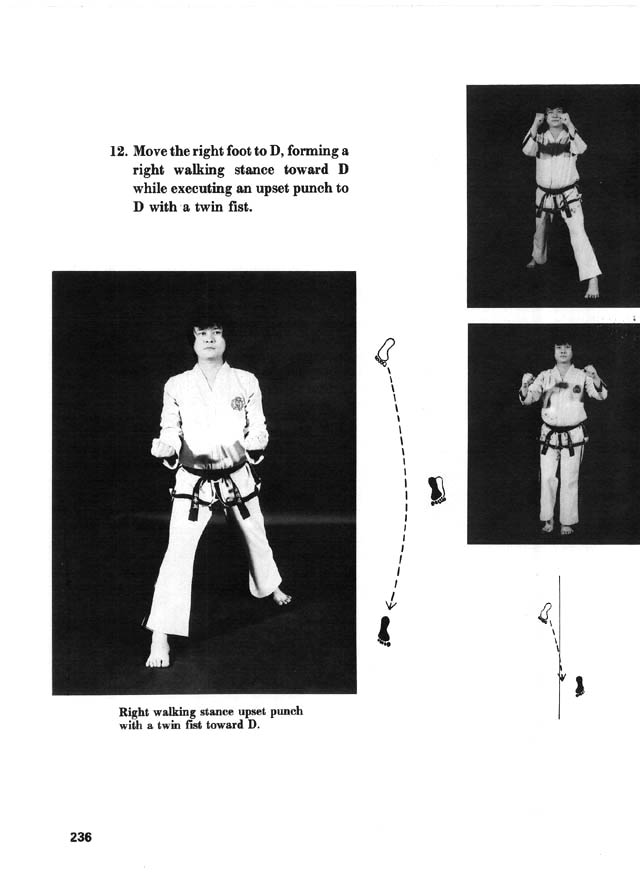 12. Move the right foot to D, forming a
right walking stance toward D
while executing an upset punch to
D with a twin fist.
Right walking stance upset punch
with a twin fist toward D.
236